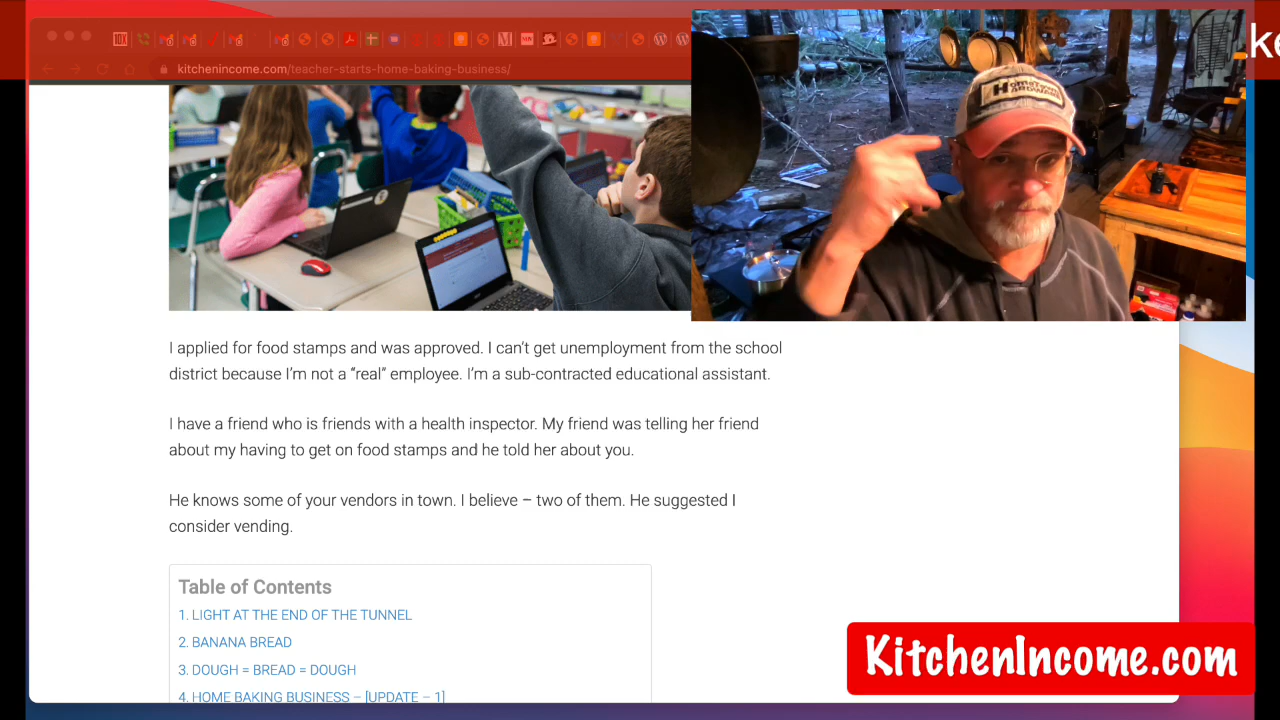 ke
kitchenincome.com/teacher-starts-home-baking-business/
I applied for food stamps and was approved. I can't get unemployment from the school
district because I'm not a “real” employee. I'm a sub-contracted educational assistant.
I have a friend who is friends with a health inspector. My friend was telling her friend
about my having to get on food stamps and he told her about you.
He knows some of your vendors in town. I believe – two of them. He suggested I
consider vending.
Table of Contents
1. LIGHT AT THE END OF THE TUNNEL
2. BANANA BREAD
3. DOUGH = BREAD = DOUGH
4. HOME BAKING BUSINESS – [UPDATE – 1]
KitchenIncome.com